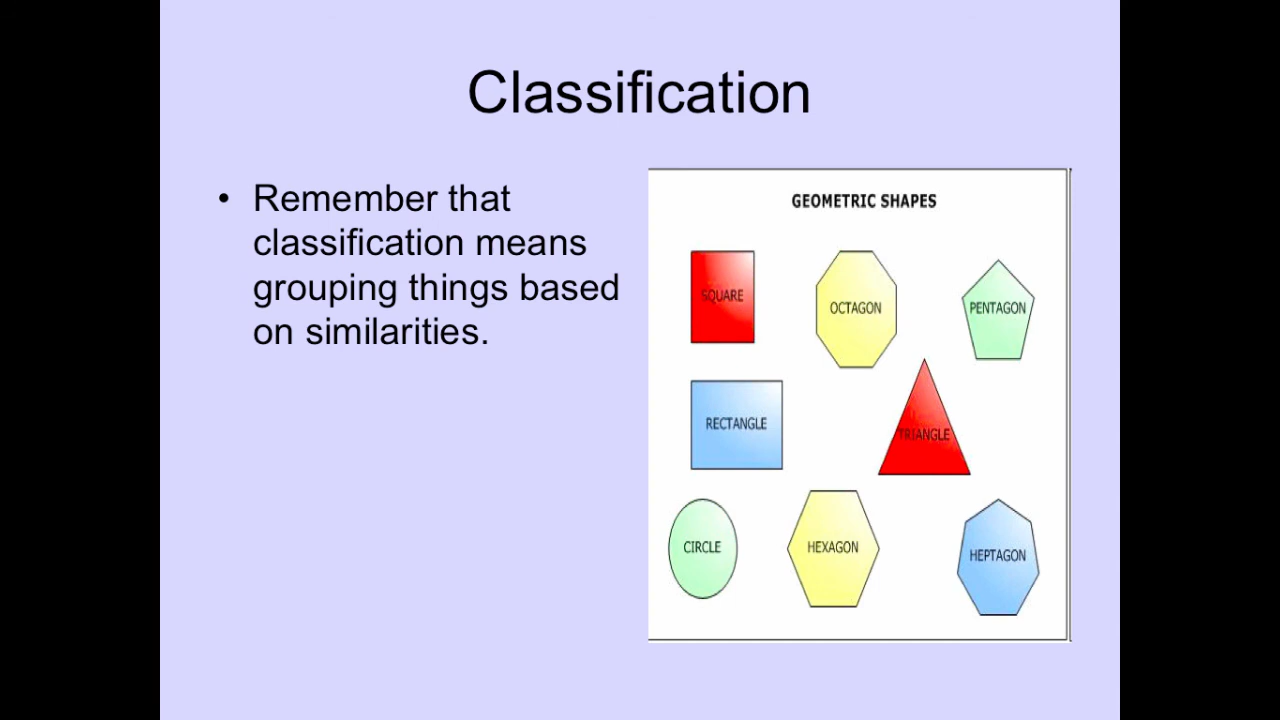 Classification
• Remember that
classification means
grouping things based
on similarities.
GEOMETRIC SHAPES
SQUARE
OCTAGON
PENTAGON
RECTANGLE
TRIANGLE
CIRCLE
HEXAGON
HEPTAGON